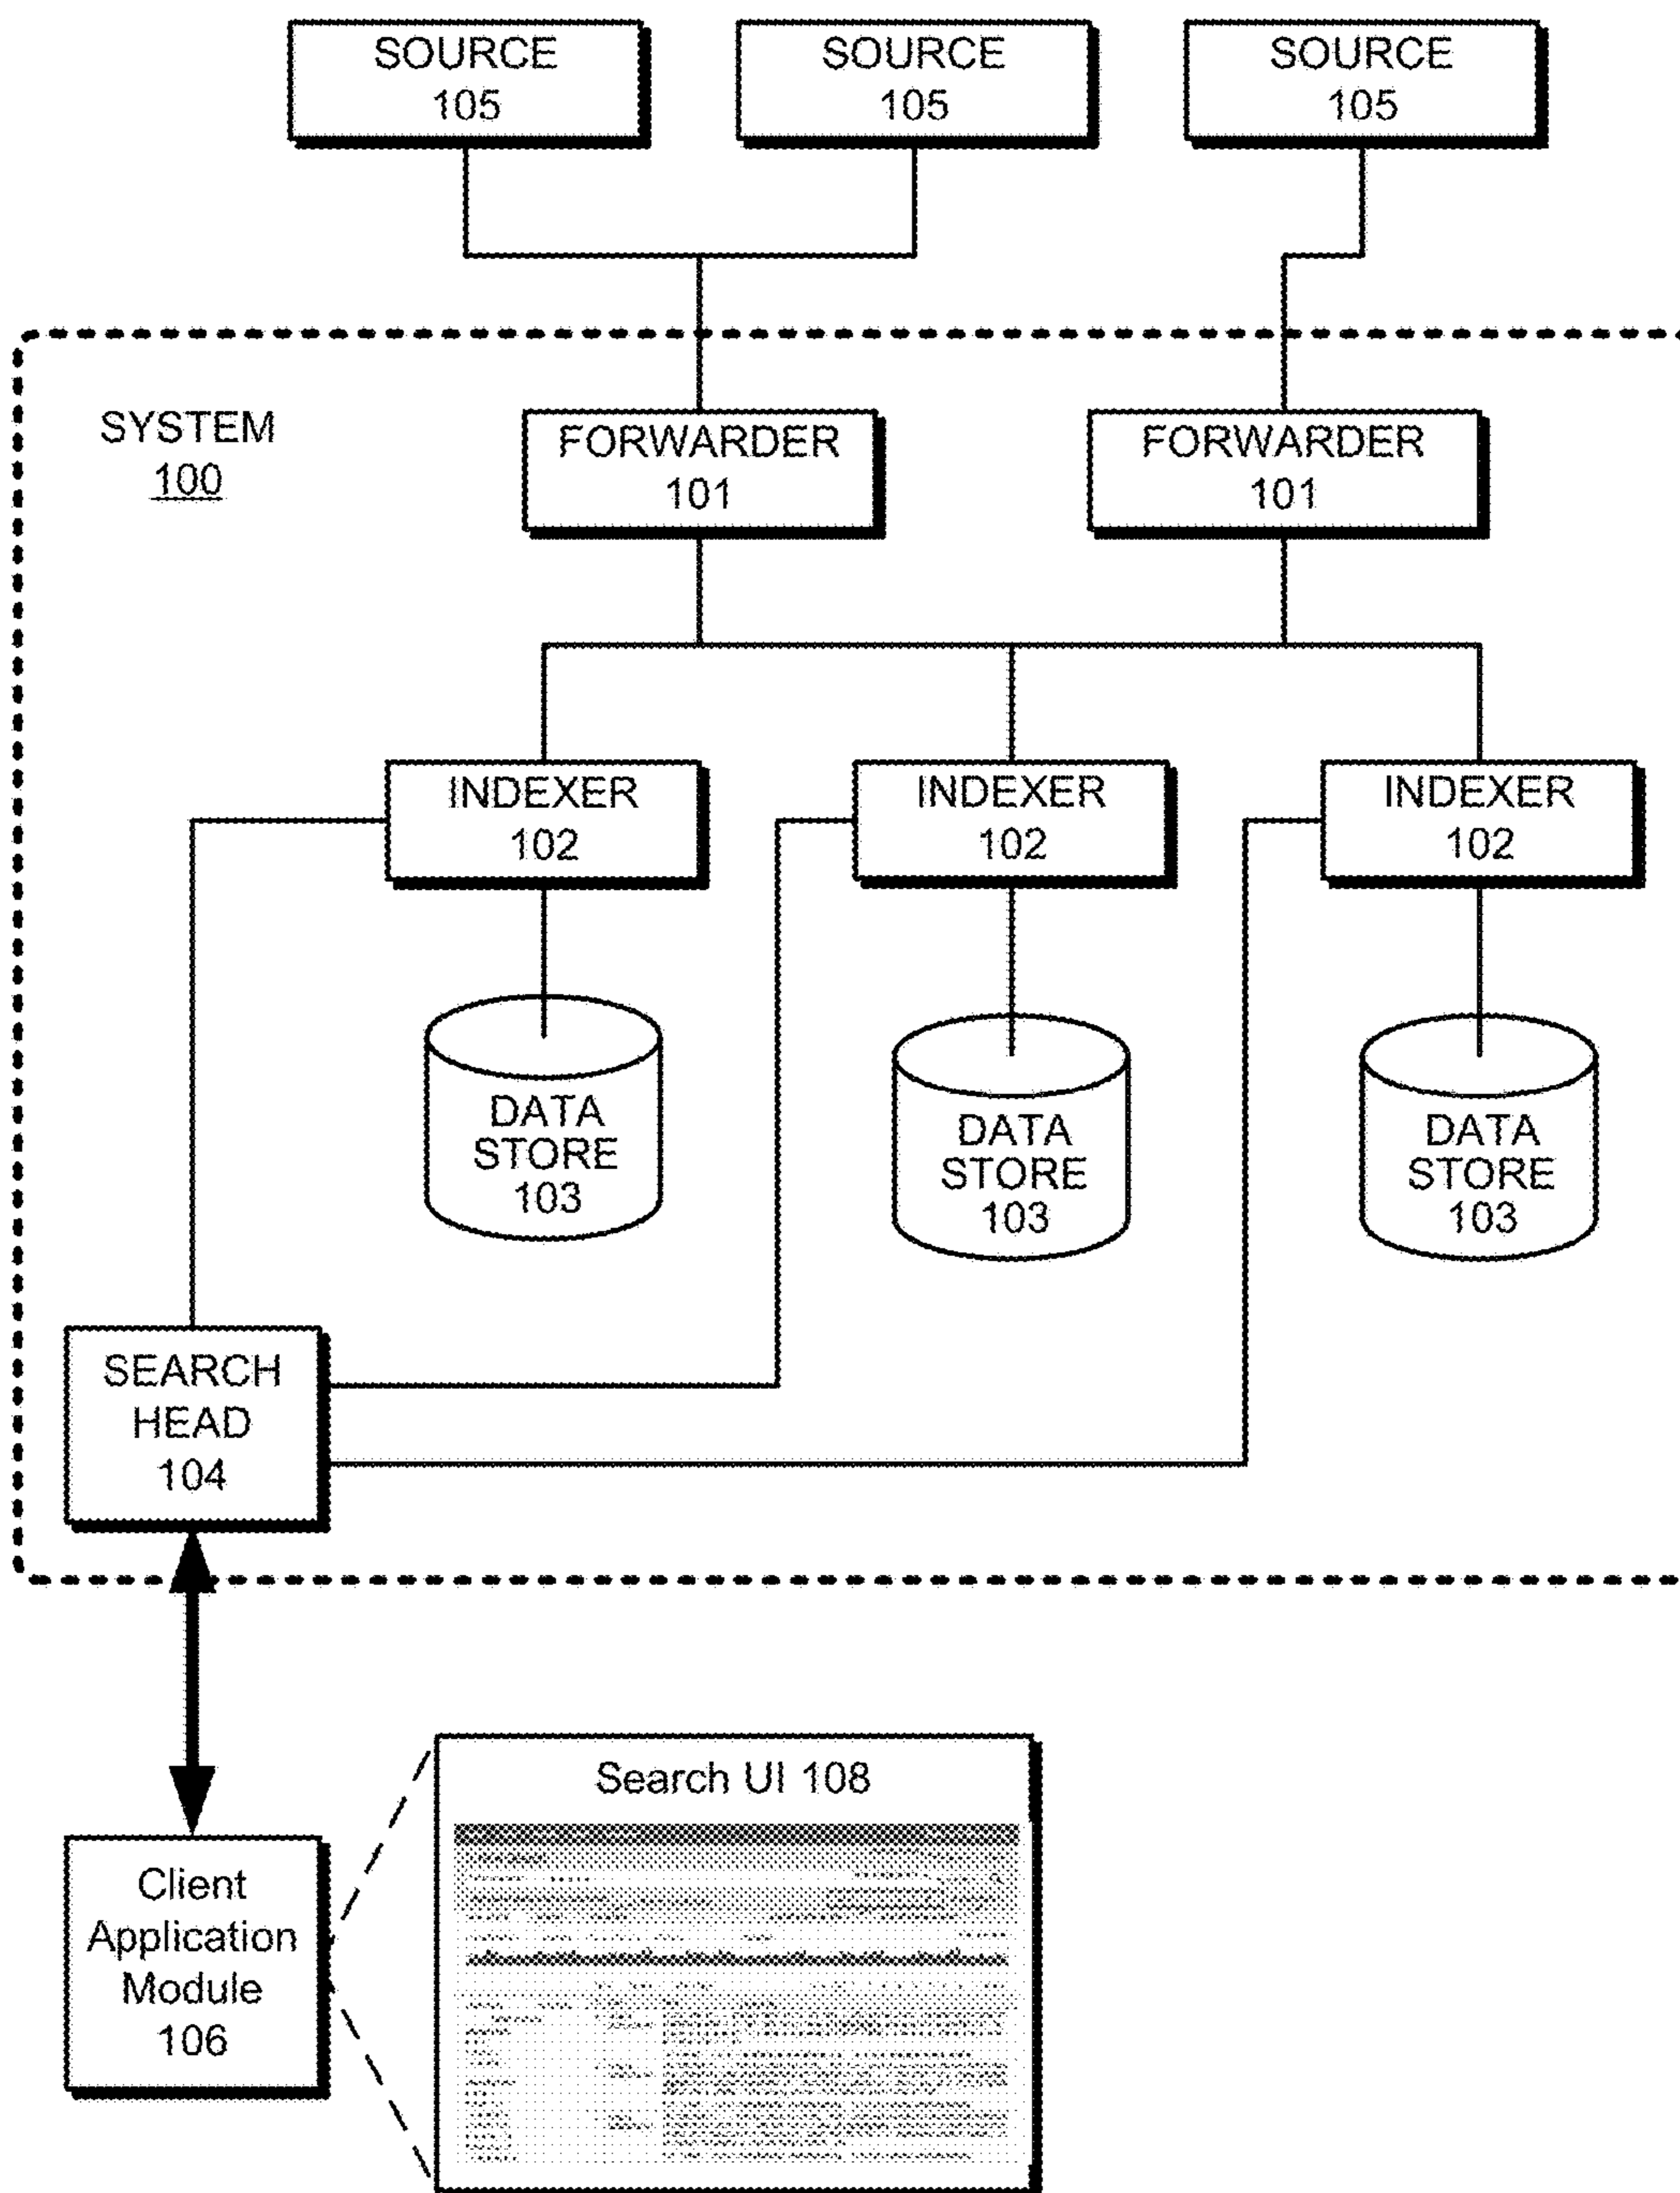 SOURCE
105
SOURCE
105
SOURCE
105
SYSTEM
100
FORWARDER
101
FORWARDER
101
INDEXER
102
INDEXER
102
INDEXER
102
DATA
STORE
103
DATA
STORE
103
DATA
STORE
103
SEARCH
HEAD
104
Search UI 108
Client
Application
Module
106